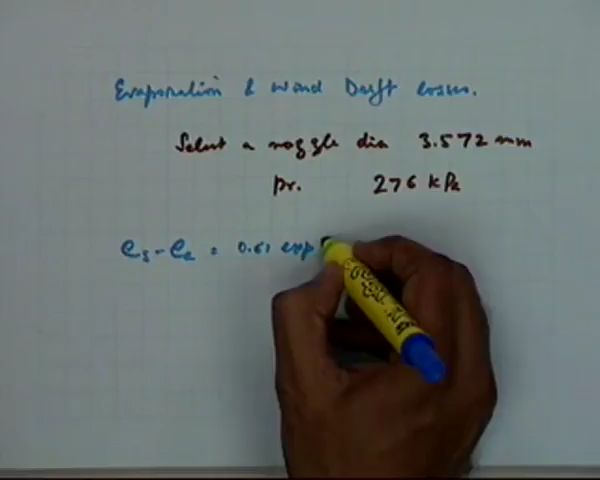 Evaporation & Wind Drift losses.
Select a nozzle dia 3.572 mm
Pr. 276 kPa
es - ea = 0.61 exp